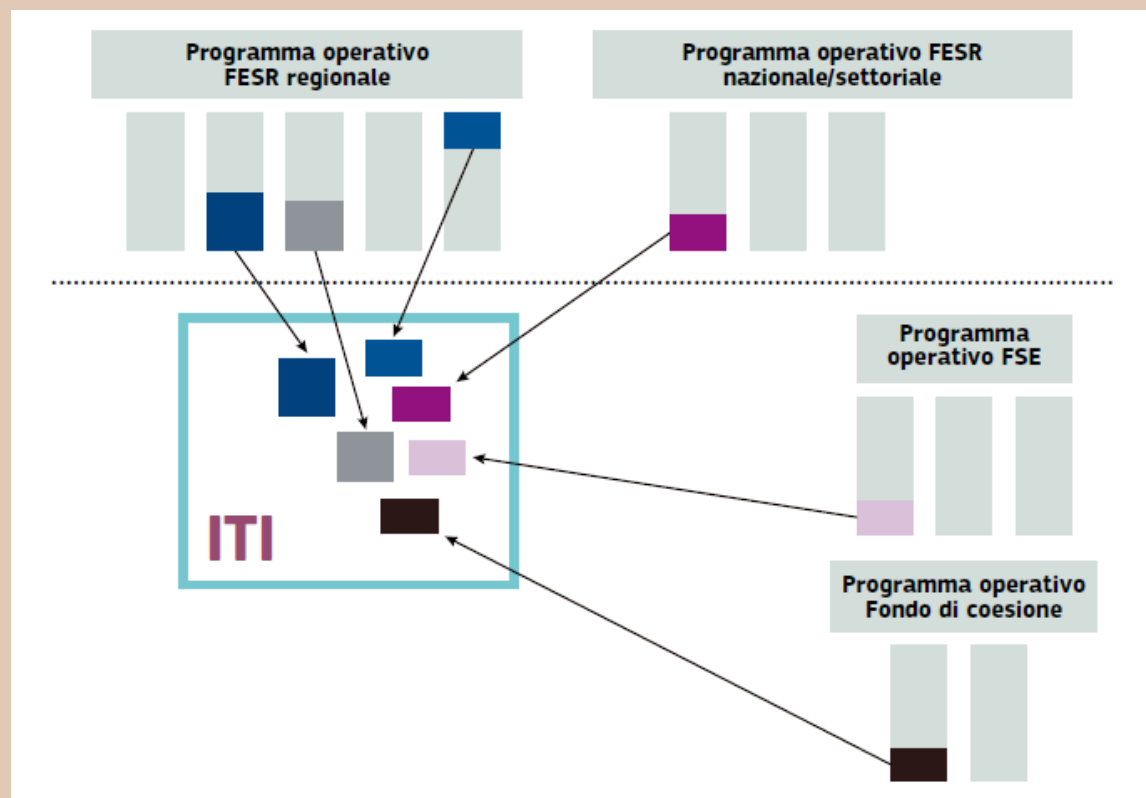 Programma operativo
FESR regionale
Programma operativo FESR
nazionale/settoriale
Programma
operativo FSE
ITI
Programma operativo
Fondo di coesione